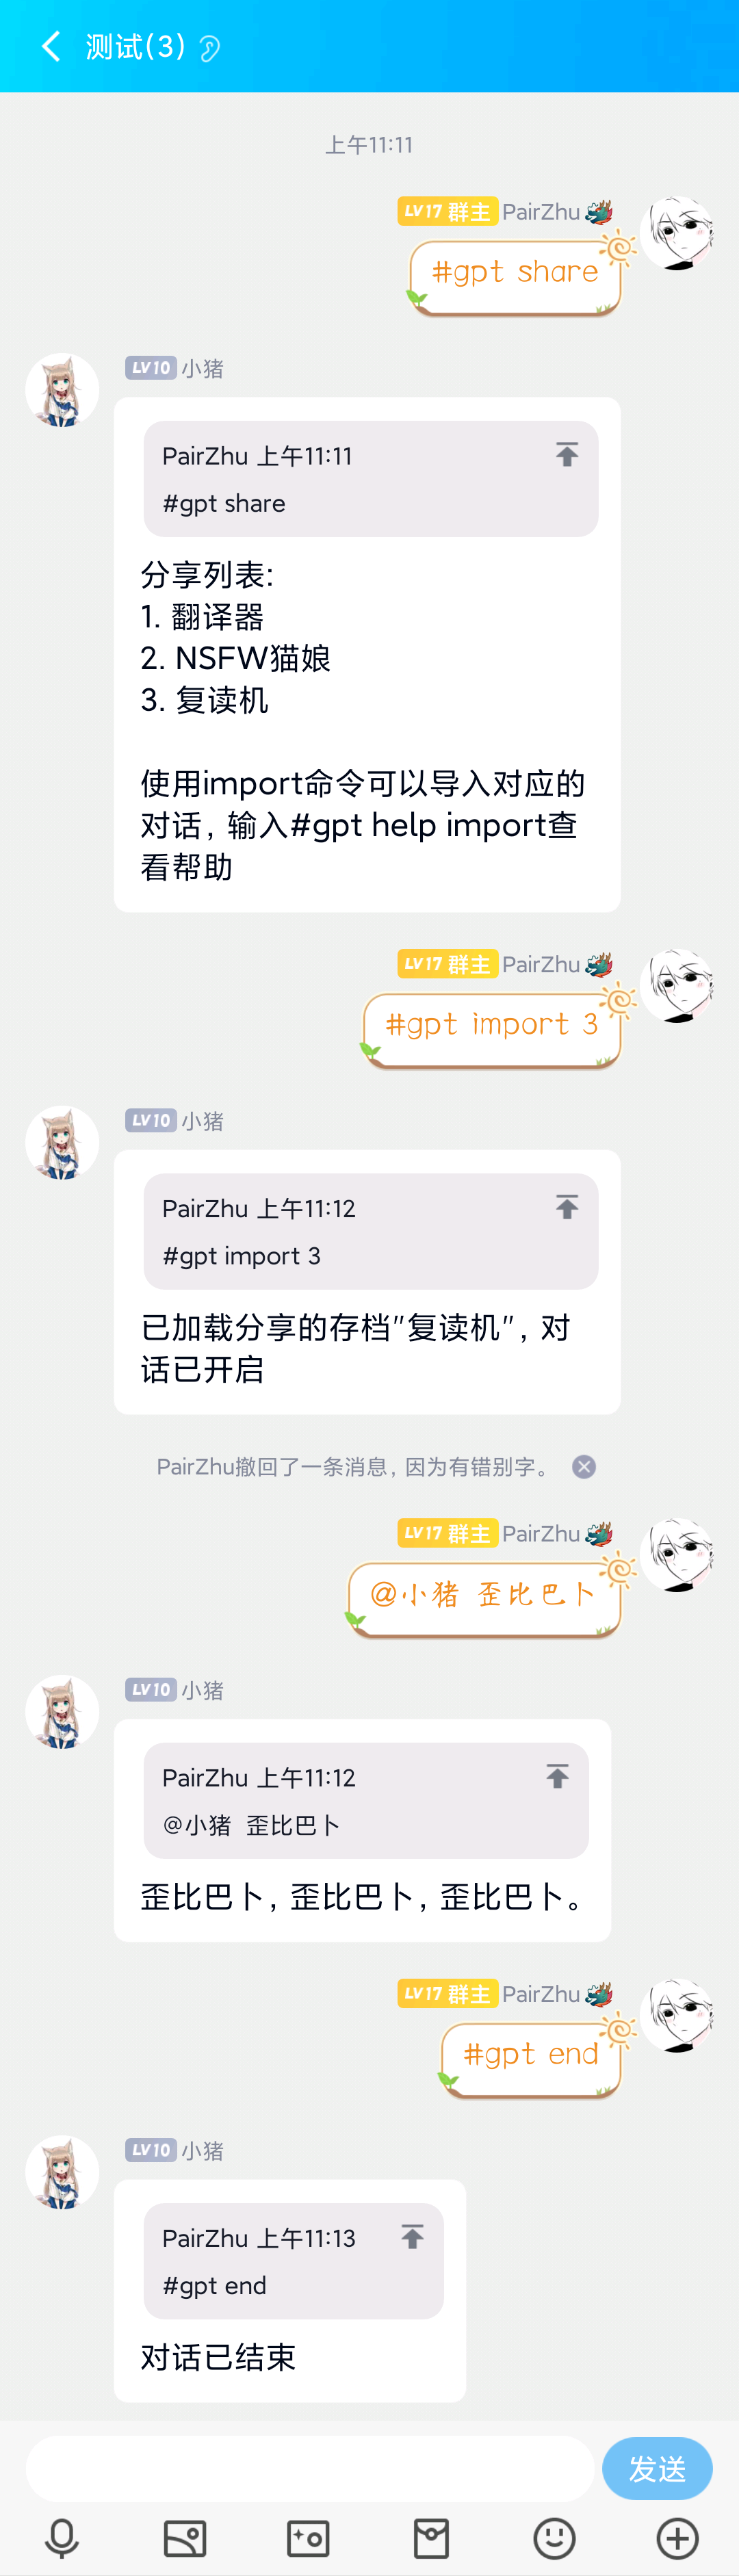 测试(3)
上午11:11
LV17 群主 PairZhu
#gpt share
LV10 小猪
PairZhu 上午11:11
#gpt share
分享列表:
1. 翻译器
2. NSFW猫娘
3. 复读机
使用import命令可以导入对应的
对话, 输入#gpt help import查
看帮助
LV17 群主 PairZhu
#gpt import 3
LV10 小猪
PairZhu 上午11:12
#gpt import 3
已加载分享的存档"复读机", 对
话已开启
PairZhu撤回了一条消息, 因为有错别字。
LV17 群主 PairZhu
@小猪 歪比巴卜
LV10 小猪
PairZhu 上午11:12
@小猪 歪比巴卜
歪比巴卜, 歪比巴卜, 歪比巴卜。
LV17 群主 PairZhu
#gpt end
LV10 小猪
PairZhu 上午11:13
#gpt end
对话已结束
发送